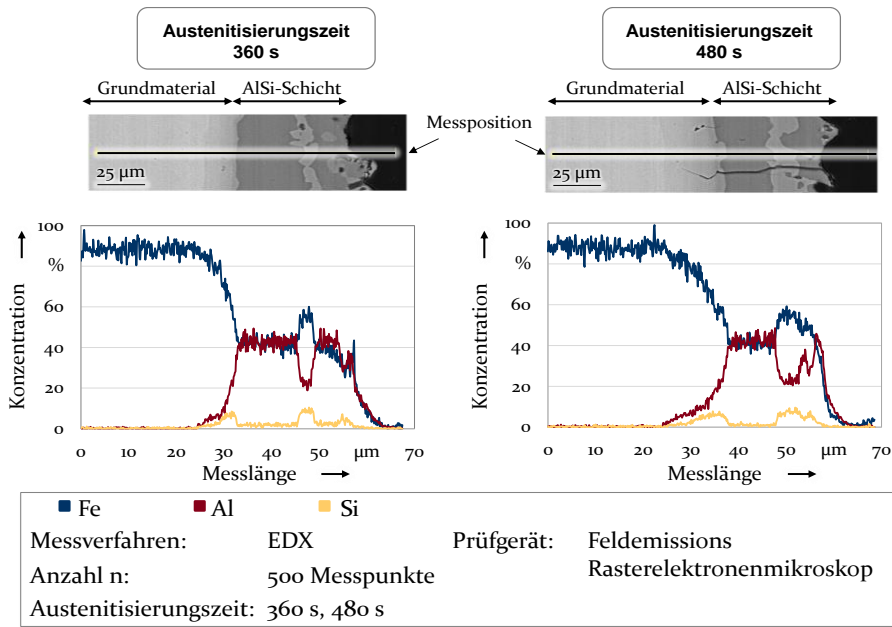 Austenitisierungszeit
360 s
Austenitisierungszeit
480 s
Grundmaterial
AlSi-Schicht
Grundmaterial
AlSi-Schicht
Messposition
25 µm
25 µm
100
%
60
40
20
0
Konzentration
0
10
20
30
40
50
µm
70
Messlänge
100
%
60
40
20
0
Konzentration
0
10
20
30
40
50
µm
70
Messlänge
Fe
Al
Si
Messverfahren: EDX
Prüfgerät: Feldemissions
Rasterelektronenmikroskop
Anzahl n: 500 Messpunkte
Austenitisierungszeit: 360 s, 480 s